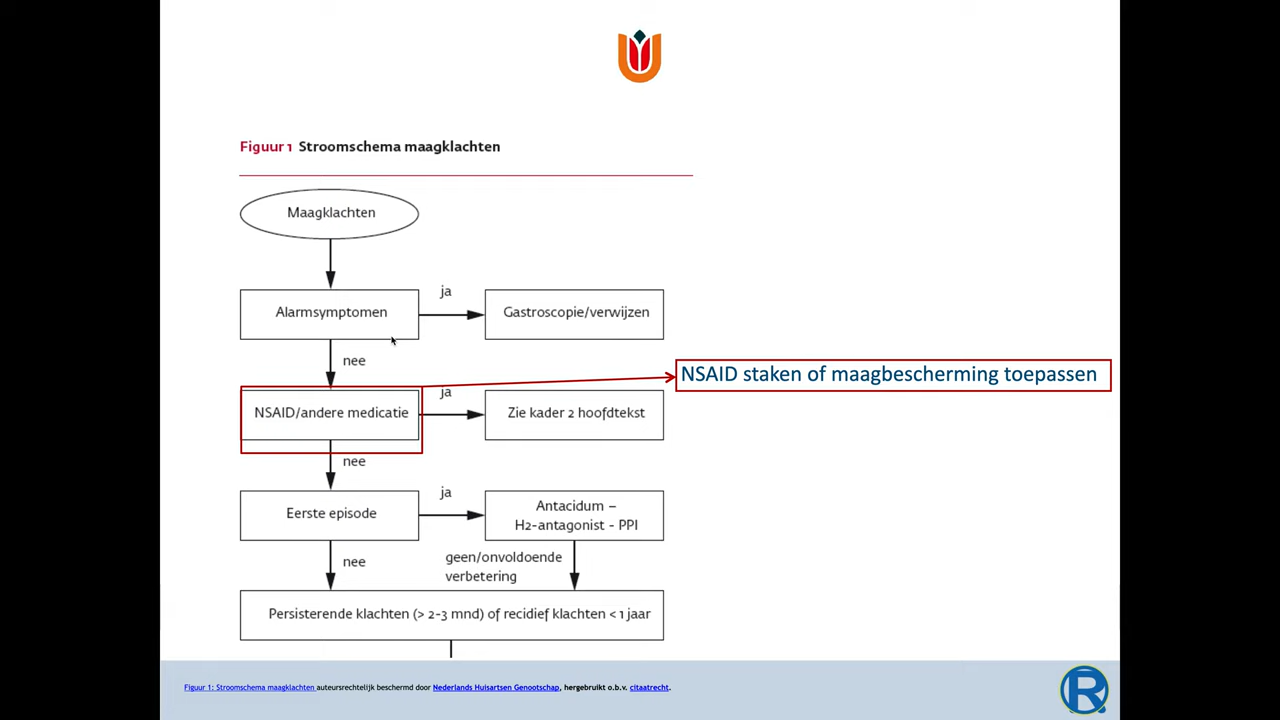 Figuur 1 Stroomschema maagklachten
Maagklachten
ja
Alarmsymptomen
Gastroscopie/verwijzen
nee
NSAID staken of maagbescherming toepassen
ja
NSAID/andere medicatie
Zie kader 2 hoofdtekst
nee
ja
Eerste episode
Antacidum –
H2-antagonist - PPI
nee
geen/onvoldoende
verbetering
Persisterende klachten (> 2-3 mnd) of recidief klachten < 1 jaar
Figuur 1: Stroomschema maagklachten auteursrechtelijk beschermd door Nederlands Huisartsen Genootschap, hergebruikt o.b.v. citaatrecht.
R